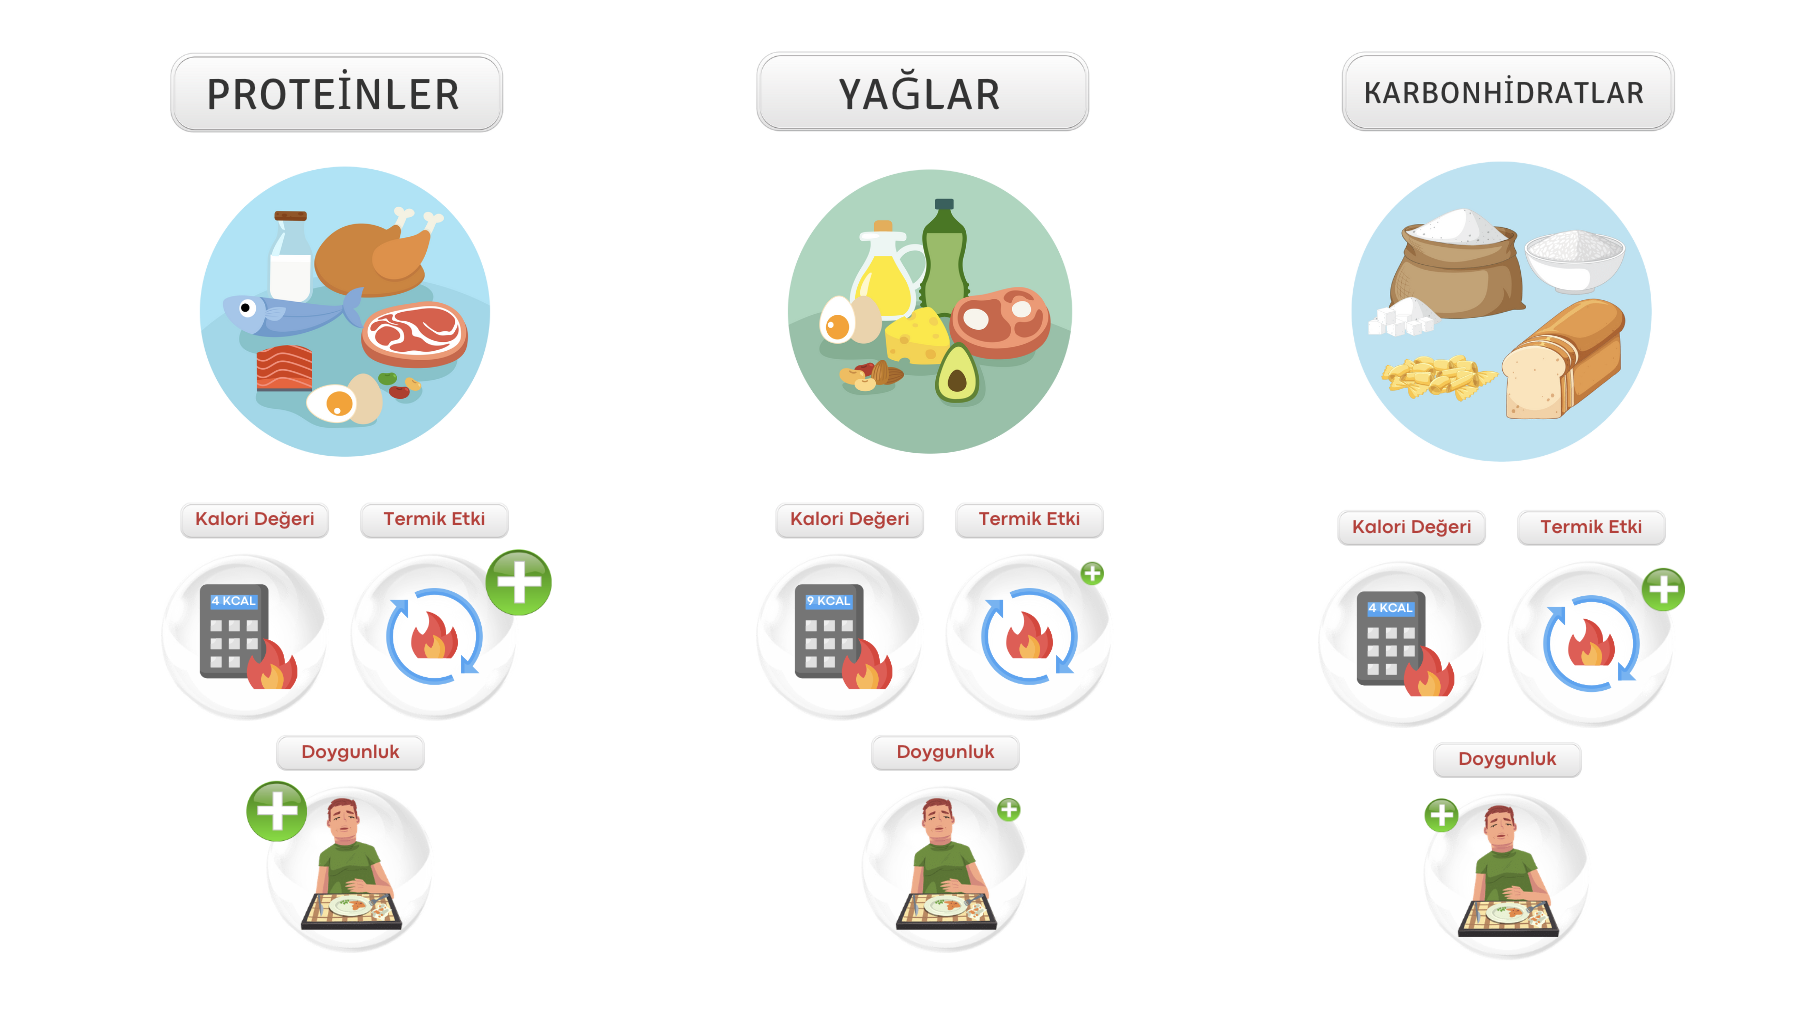 PROTEİNLER
YAĞLAR
KARBONHİDRATLAR
Kalori Değeri
Termik Etki
Kalori Değeri
Termik Etki
Kalori Değeri
Termik Etki
4 KCAL
9 KCAL
4 KCAL
Doygunluk
Doygunluk
Doygunluk